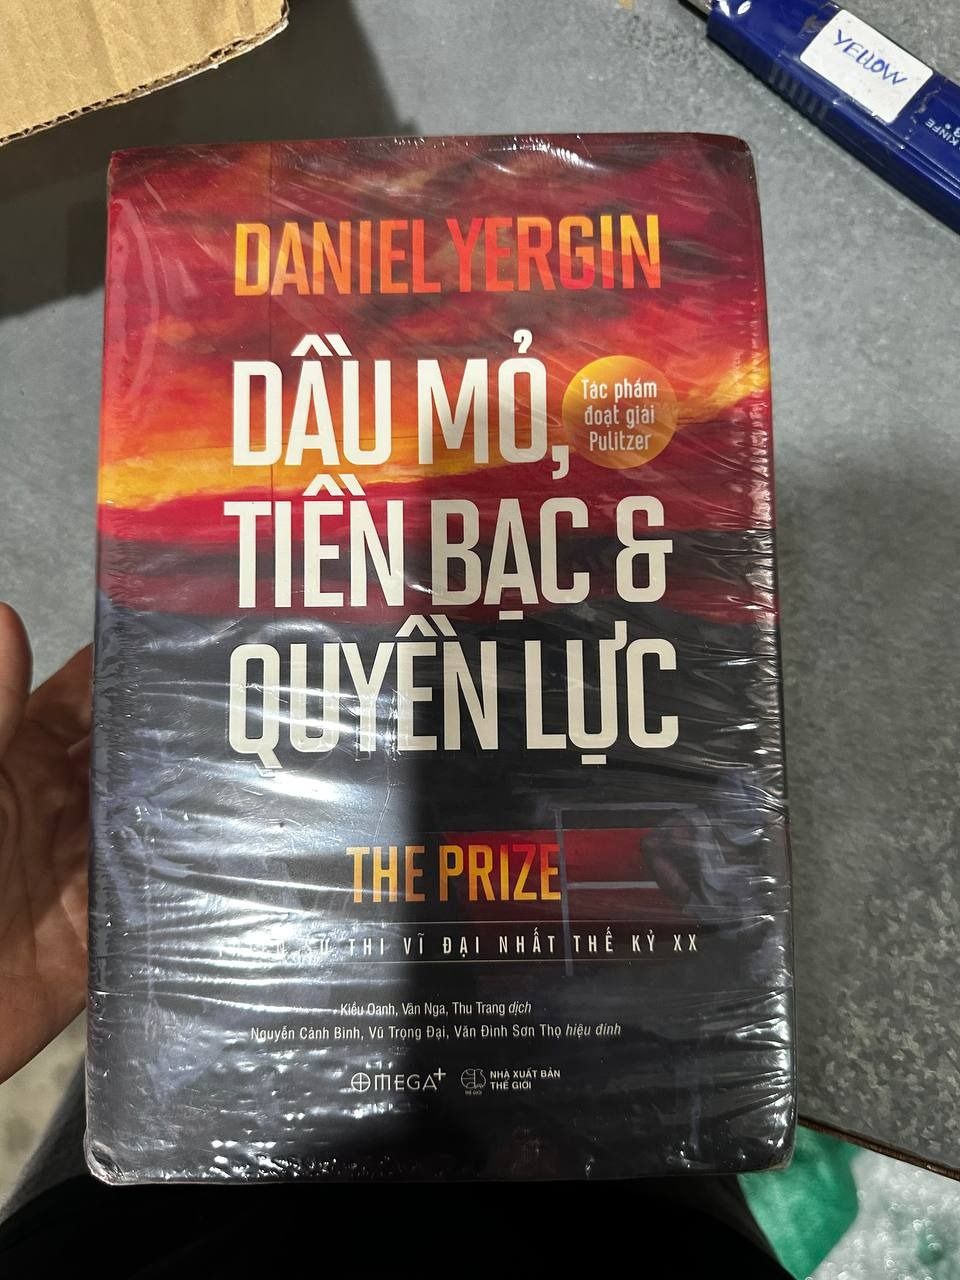 YELLOW
KINFE
DANIEL YERGIN
DẦU MỎ,
Tác phẩm
đoạt giải
Pulitzer
TIỀN BẠC &
QUYỀN LỰC
THE PRIZE
THI VĨ ĐẠI NHẤT THẾ KỶ XX
Kiều Oanh, Vân Nga, Thu Trang dịch
Nguyễn Cảnh Bình, Vũ Trọng Đại, Văn Đình Sơn Thọ hiệu đính
OMEGA+
NHÀ XUẤT BẢN
THẾ GIỚI